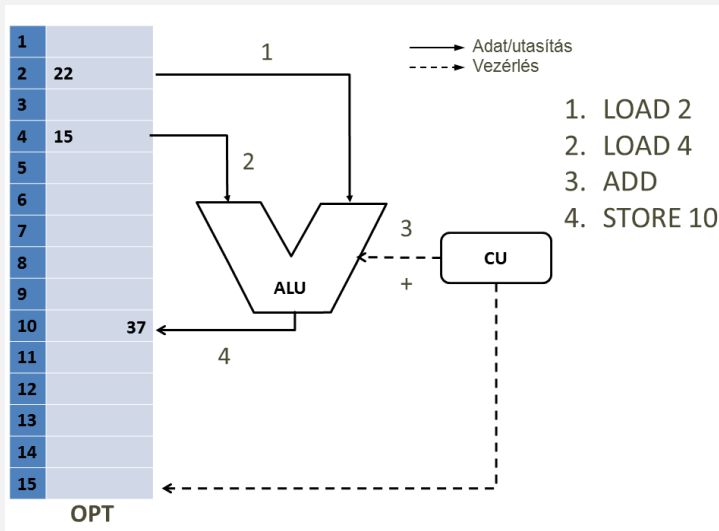 1
2 22
3
4 15
5
6
7
8
9
10 37
11
12
13
14
15
OPT
1
2
ALU
3
+
CU
4
Adat/utasítás
Vezérlés
1. LOAD 2
2. LOAD 4
3. ADD
4. STORE 10